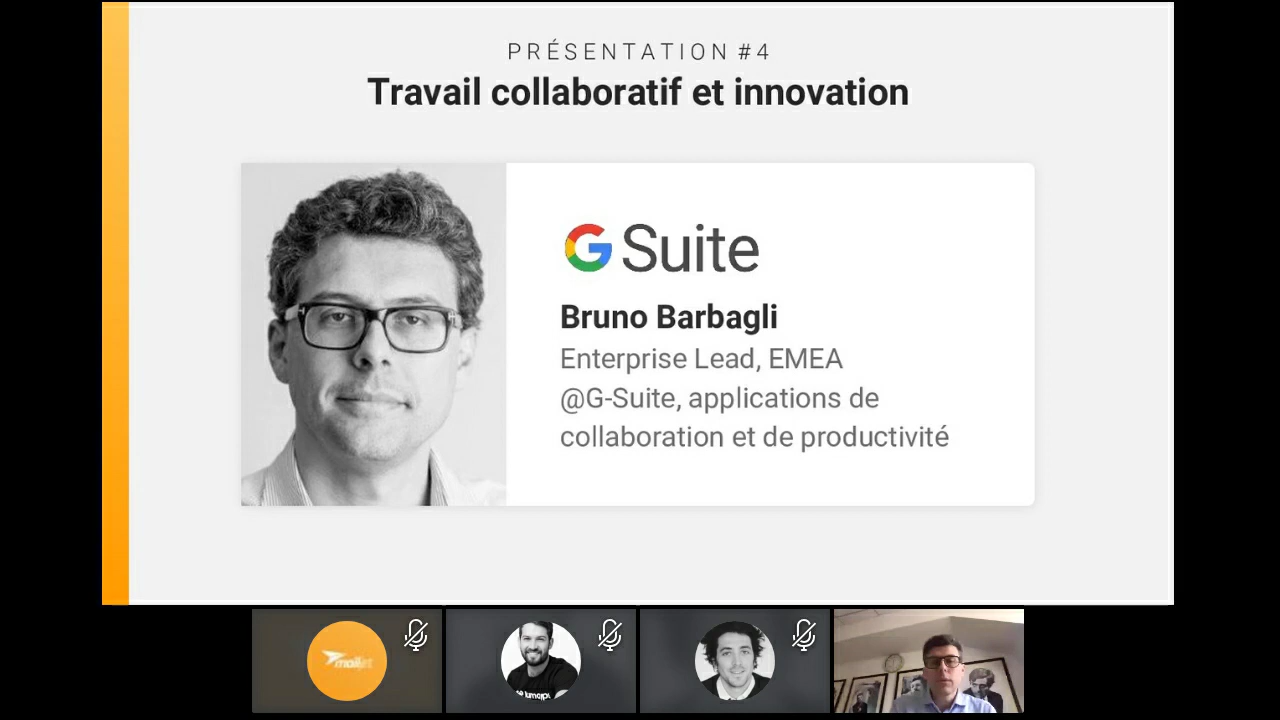 PRÉSENTATION #4
Travail collaboratif et innovation
G Suite
Bruno Barbagli
Enterprise Lead, EMEA
@G-Suite, applications de
collaboration et de productivité
mailjet